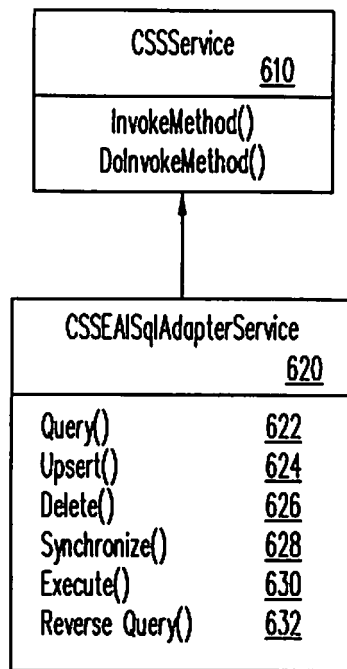 CSSService
610
InvokeMethod()
DoInvokeMethod()
CSSEAISqlAdapterService
620
Query() 622
Upsert() 624
Delete() 626
Synchronize() 628
Execute() 630
Reverse Query() 632